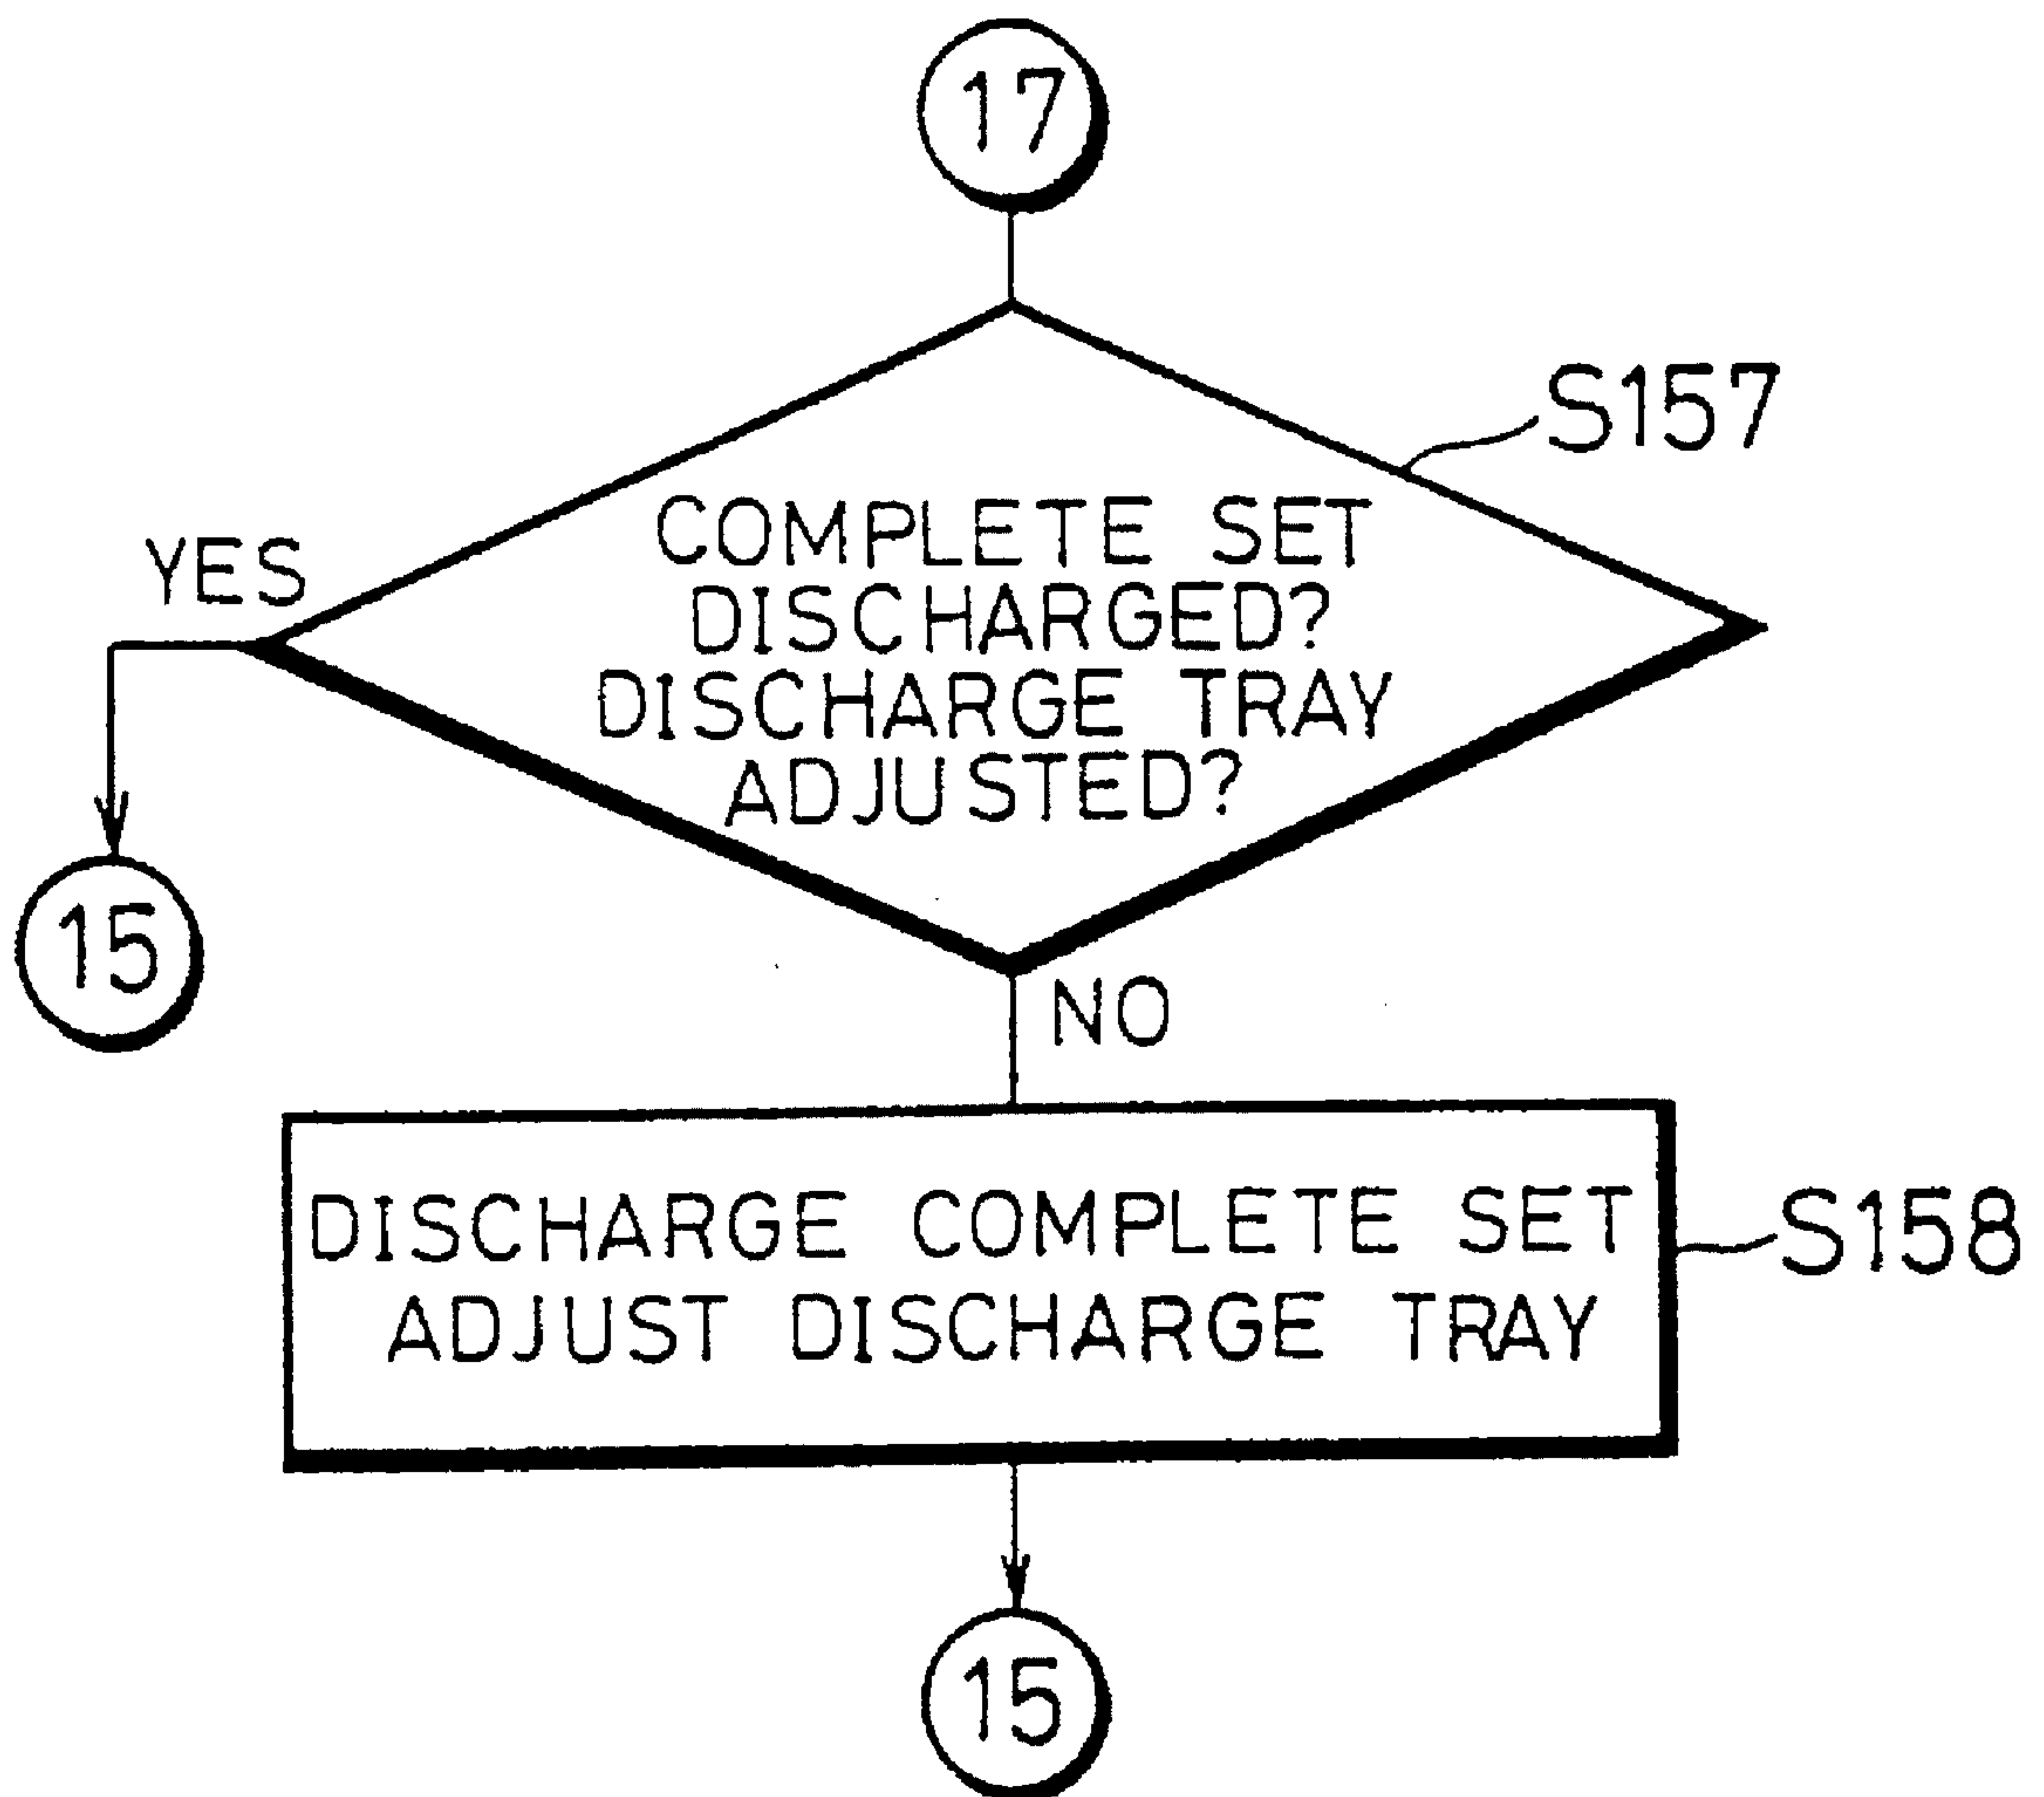 17
S157
COMPLETE SET
DISCHARGED?
DISCHARGE TRAY
ADJUSTED?
YES
15
NO
DISCHARGE COMPLETE SET
ADJUST DISCHARGE TRAY
S158
15